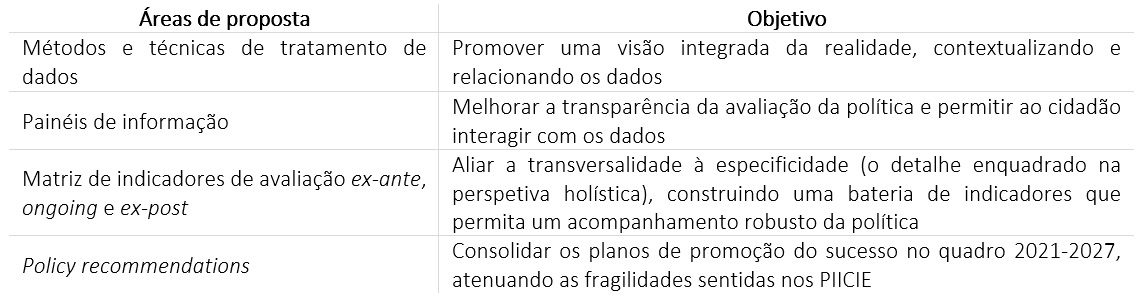 Áreas de proposta
Objetivo
Métodos e técnicas de tratamento de
dados
Promover uma visão integrada da realidade, contextualizando e
relacionando os dados
Painéis de informação
Melhorar a transparência da avaliação da política e permitir ao cidadão
interagir com os dados
Matriz de indicadores de avaliação ex-ante,
ongoing e ex-post
Aliar a transversalidade à especificidade (o detalhe enquadrado na
perspetiva holística), construindo uma bateria de indicadores que
permita um acompanhamento robusto da política
Policy recommendations
Consolidar os planos de promoção do sucesso no quadro 2021-2027,
atenuando as fragilidades sentidas nos PIICIE